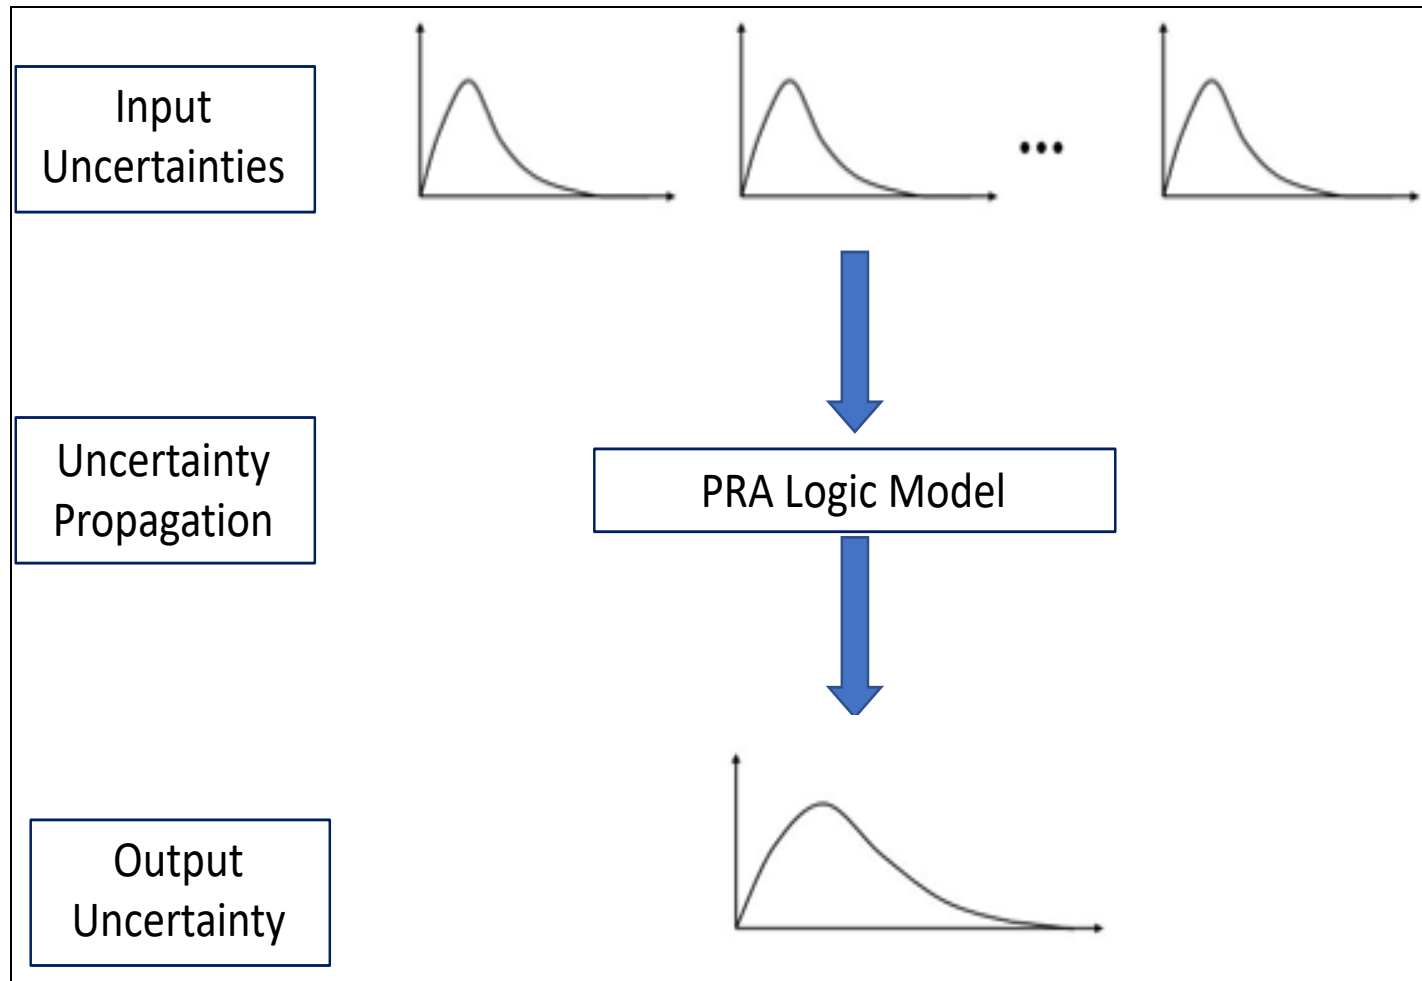 Input
Uncertainties
Uncertainty
Propagation
PRA Logic Model
Output
Uncertainty